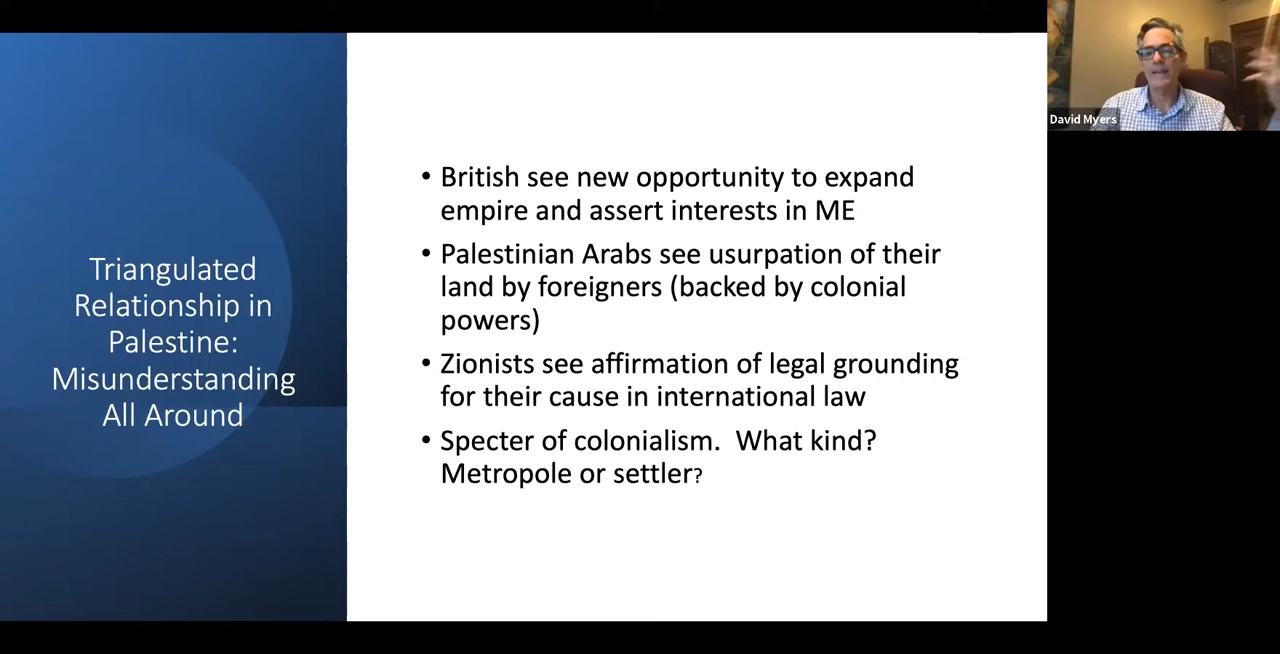 Triangulated
Relationship in
Palestine:
Misunderstanding
All Around
• British see new opportunity to expand
empire and assert interests in ME
• Palestinian Arabs see usurpation of their
land by foreigners (backed by colonial
powers)
• Zionists see affirmation of legal grounding
for their cause in international law
• Specter of colonialism.  What kind?
Metropole or settler?
David Myers